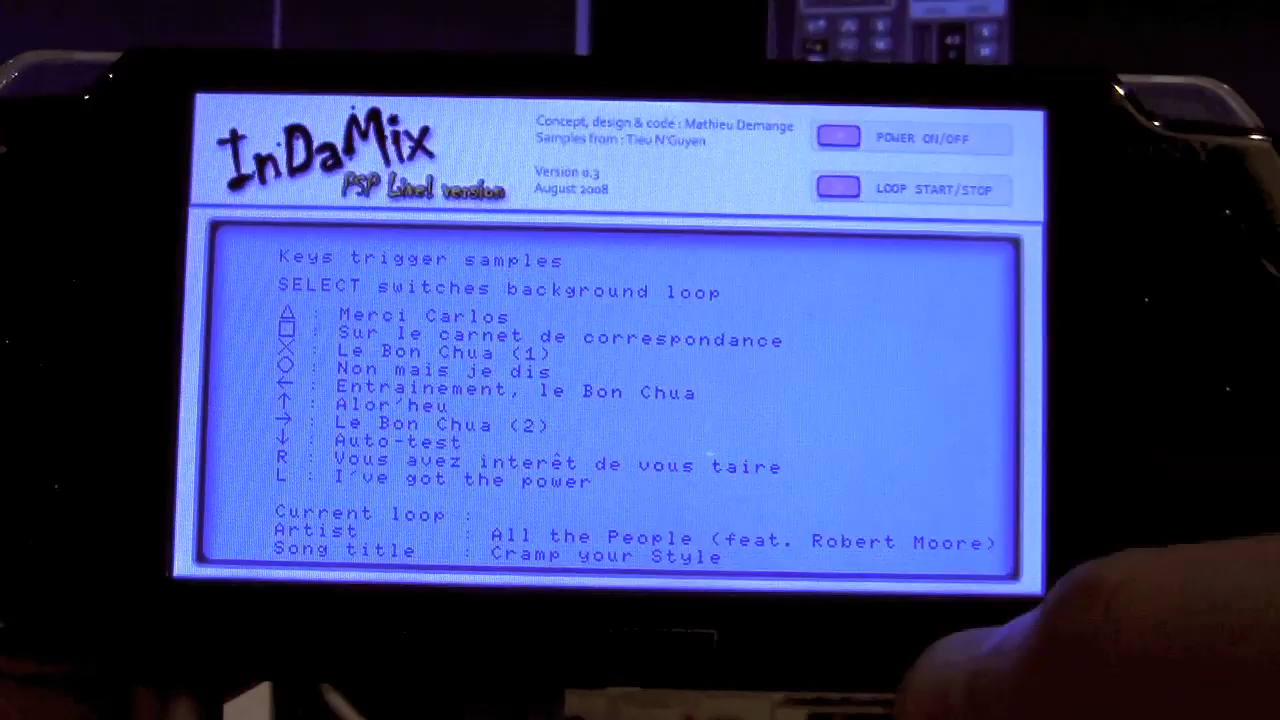 InDaMix
PSP Live! version
Concept, design & code : Mathieu Demange
Samples from : Tieu N'Guyen
Version 0.3
August 2008
POWER ON/OFF
LOOP START/STOP
Keys trigger samples
SELECT switches background loop
△ : Merci Carlos
□ : Sur le carnet de correspondance
╳ : Le Bon Chua (1)
○ : Non mais je dis
← : Entrainement, le Bon Chua
↑ : Alor'heu
→ : Le Bon Chua (2)
↓ : Auto-test
R : Vous avez interêt de vous taire
L : I've got the power
Current loop :
Artist : All the People (feat. Robert Moore)
Song title : Cramp your Style